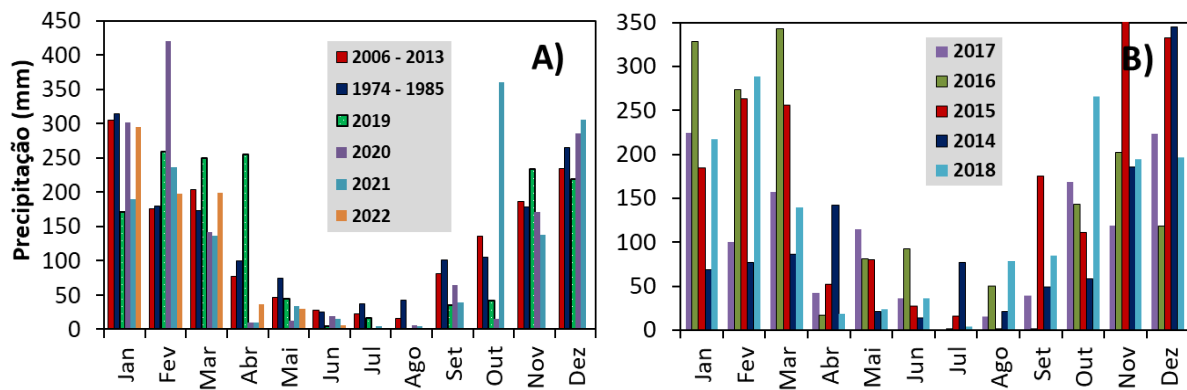 Precipitação (mm)
450
400
350
300
250
200
150
100
50
0
A)
2006 - 2013
1974 - 1985
2019
2020
2021
2022
Jan
Fev
Mar
Abr
Mai
Jun
Jul
Ago
Set
Out
Nov
Dez
350
300
250
200
150
100
50
0
B)
2017
2016
2015
2014
2018
Jan
Fev
Mar
Abr
Mai
Jun
Jul
Ago
Set
Out
Nov
Dez